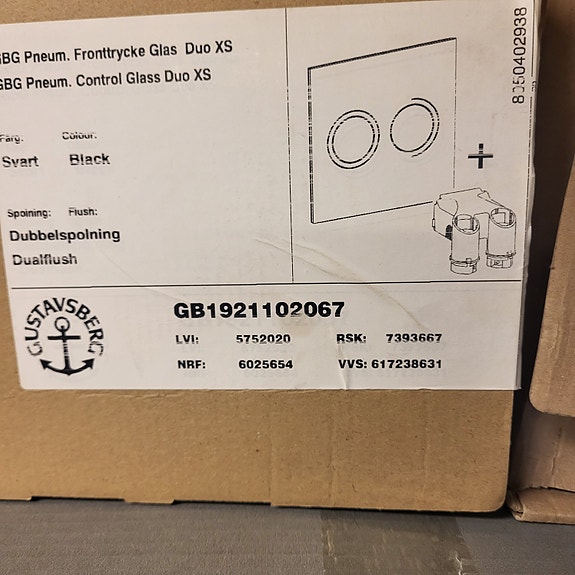 GBG Pneum. Fronttrycke Glas Duo XS
GBG Pneum. Control Glass Duo XS
Färg: Colour:
Svart Black
Spolning: Flush:
Dubbelspolning
Dualflush
8050402938
GUSTAVSBERG
GB1921102067
LVI: 5752020 RSK: 7393667
NRF: 6025654 VVS: 617238631